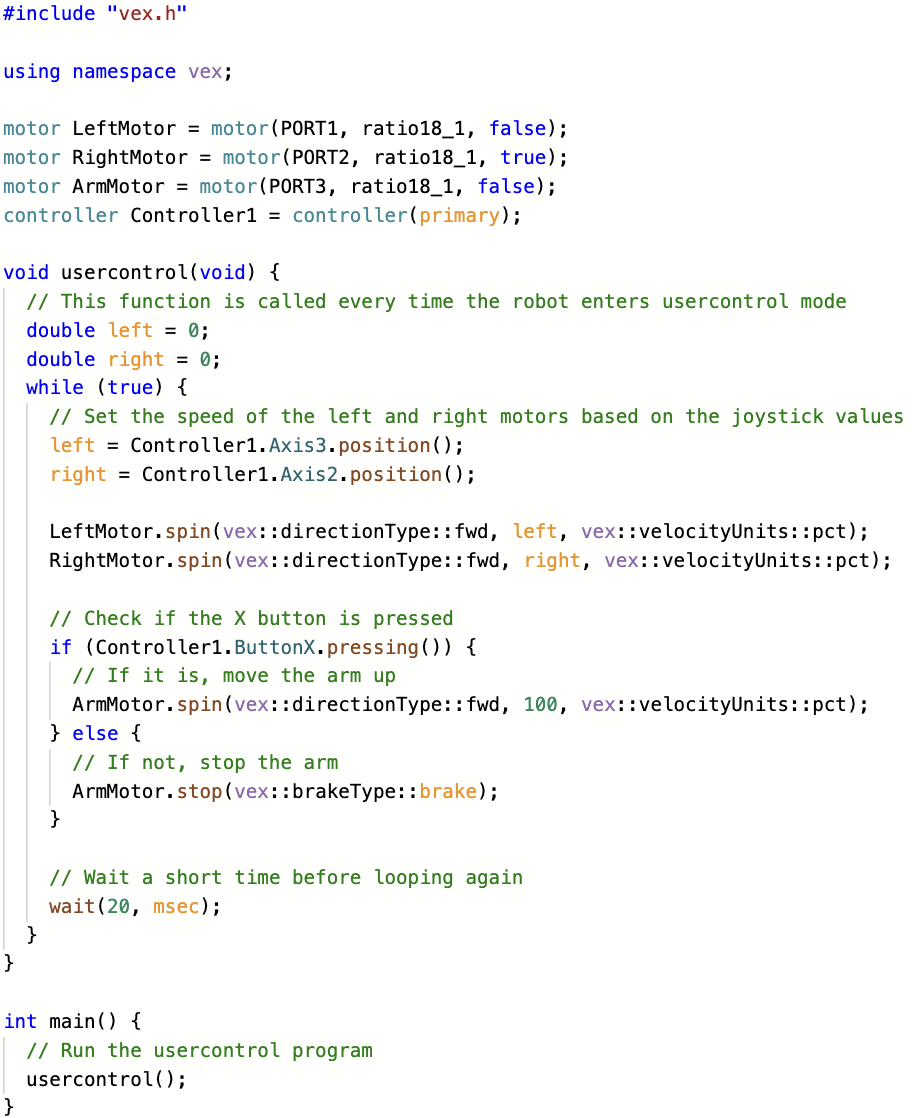 #include "vex.h"

using namespace vex;

motor LeftMotor = motor(PORT1, ratio18_1, false);
motor RightMotor = motor(PORT2, ratio18_1, true);
motor ArmMotor = motor(PORT3, ratio18_1, false);
controller Controller1 = controller(primary);

void usercontrol(void) {
  // This function is called every time the robot enters usercontrol mode
  double left = 0;
  double right = 0;
  while (true) {
    // Set the speed of the left and right motors based on the joystick values
    left = Controller1.Axis3.position();
    right = Controller1.Axis2.position();

    LeftMotor.spin(vex::directionType::fwd, left, vex::velocityUnits::pct);
    RightMotor.spin(vex::directionType::fwd, right, vex::velocityUnits::pct);

    // Check if the X button is pressed
    if (Controller1.ButtonX.pressing()) {
      // If it is, move the arm up
      ArmMotor.spin(vex::directionType::fwd, 100, vex::velocityUnits::pct);
    } else {
      // If not, stop the arm
      ArmMotor.stop(vex::brakeType::brake);
    }

    // Wait a short time before looping again
    wait(20, msec);
  }
}

int main() {
  // Run the usercontrol program
  usercontrol();
}